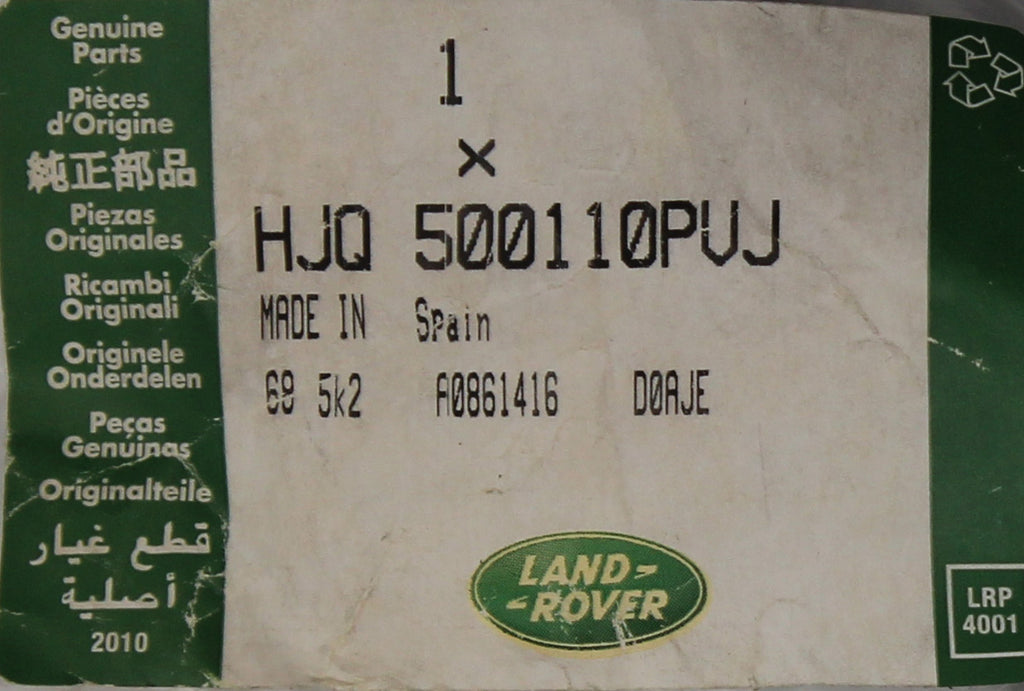 Genuine
Parts
Pièces
d'Origine
純正部品
Piezas
Originales
Ricambi
Originali
Originele
Onderdelen
Peças
Genuinas
Originalteile
قطع غيار
أصلية
2010
1
×
HJQ 500110PVJ
MADE IN Spain
68 5k2 A0861416 D0AJE
LAND-
-ROVER
LRP
4001